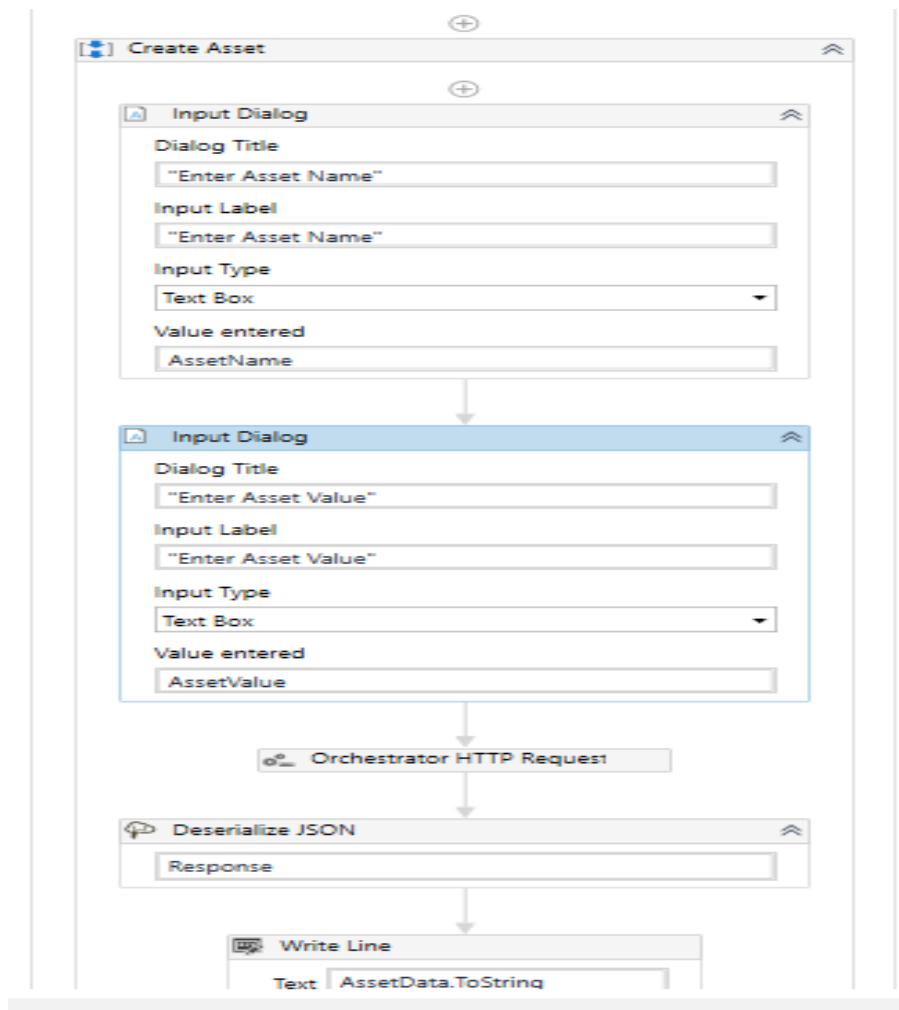 Create Asset
Input Dialog
Dialog Title
"Enter Asset Name"
Input Label
"Enter Asset Name"
Input Type
Text Box
Value entered
AssetName
Input Dialog
Dialog Title
"Enter Asset Value"
Input Label
"Enter Asset Value"
Input Type
Text Box
Value entered
AssetValue
Orchestrator HTTP Request
Deserialize JSON
Response
Write Line
Text AssetData.ToString